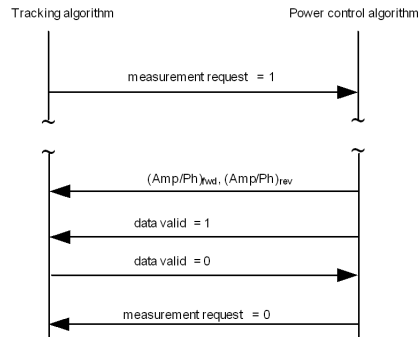 Tracking algorithm
Power control algorithm
measurement request = 1
~ ~
~ ~
(Amp/Ph)fwd, (Amp/Ph)rev
data valid = 1
data valid = 0
measurement request = 0